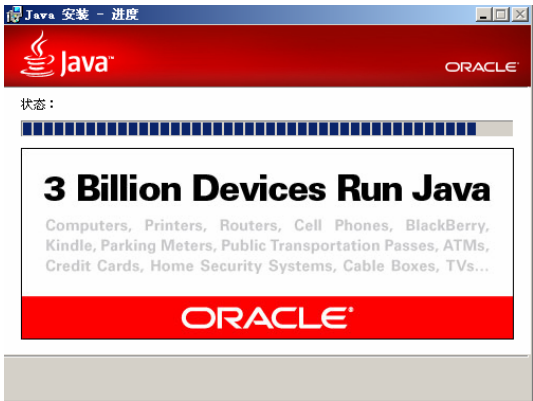 Java 安装 - 进度
Java™
ORACLE®
状态：
3 Billion Devices Run Java
Computers, Printers, Routers, Cell Phones, BlackBerry,
Kindle, Parking Meters, Public Transportation Passes, ATMs,
Credit Cards, Home Security Systems, Cable Boxes, TVs...
ORACLE®